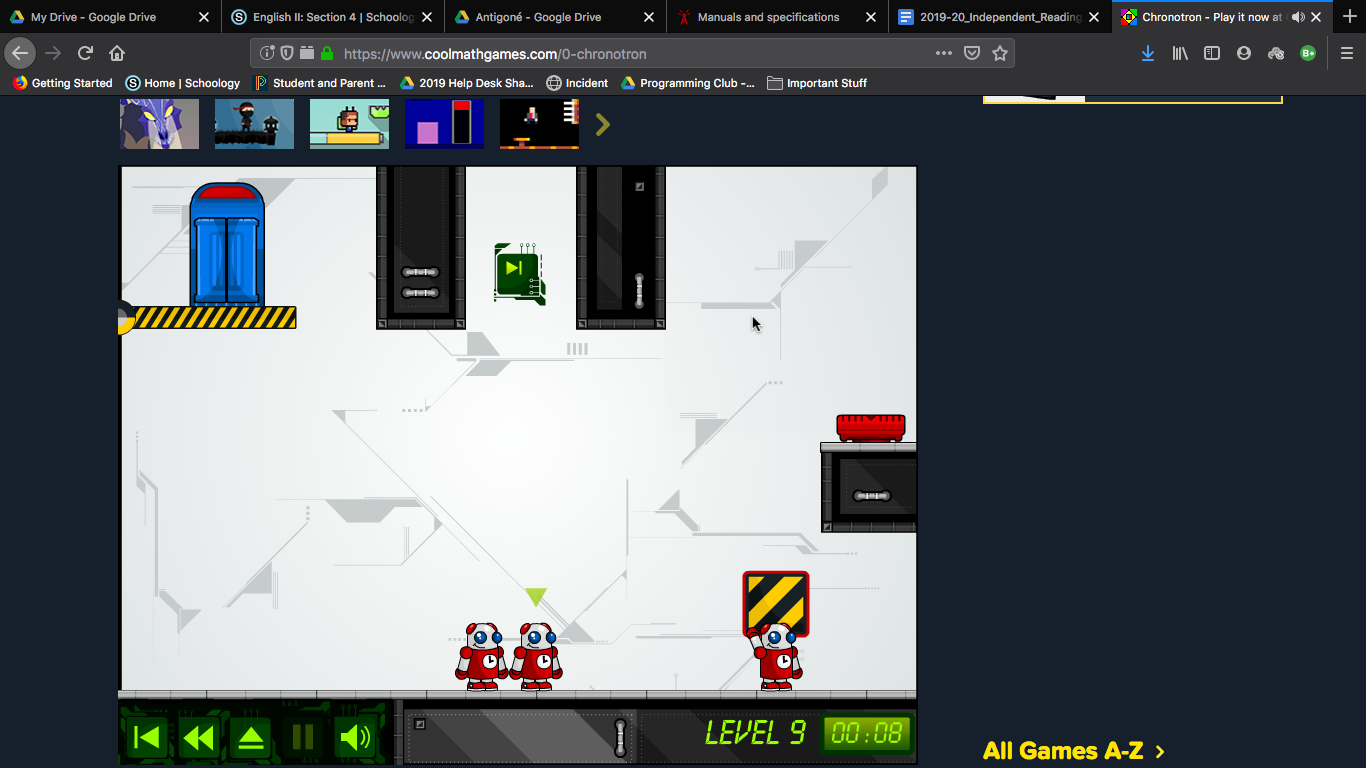 My Drive - Google Drive
English II: Section 4 | Schoolog
Antigoné - Google Drive
Manuals and specifications
2019-20_Independent_Reading
Chronotron - Play it now at
https://www.coolmathgames.com/0-chronotron
Getting Started
Home | Schoology
Student and Parent ...
2019 Help Desk Sha...
Incident
Programming Club -...
Important Stuff
B+
LEVEL 9
00:08
All Games A-Z